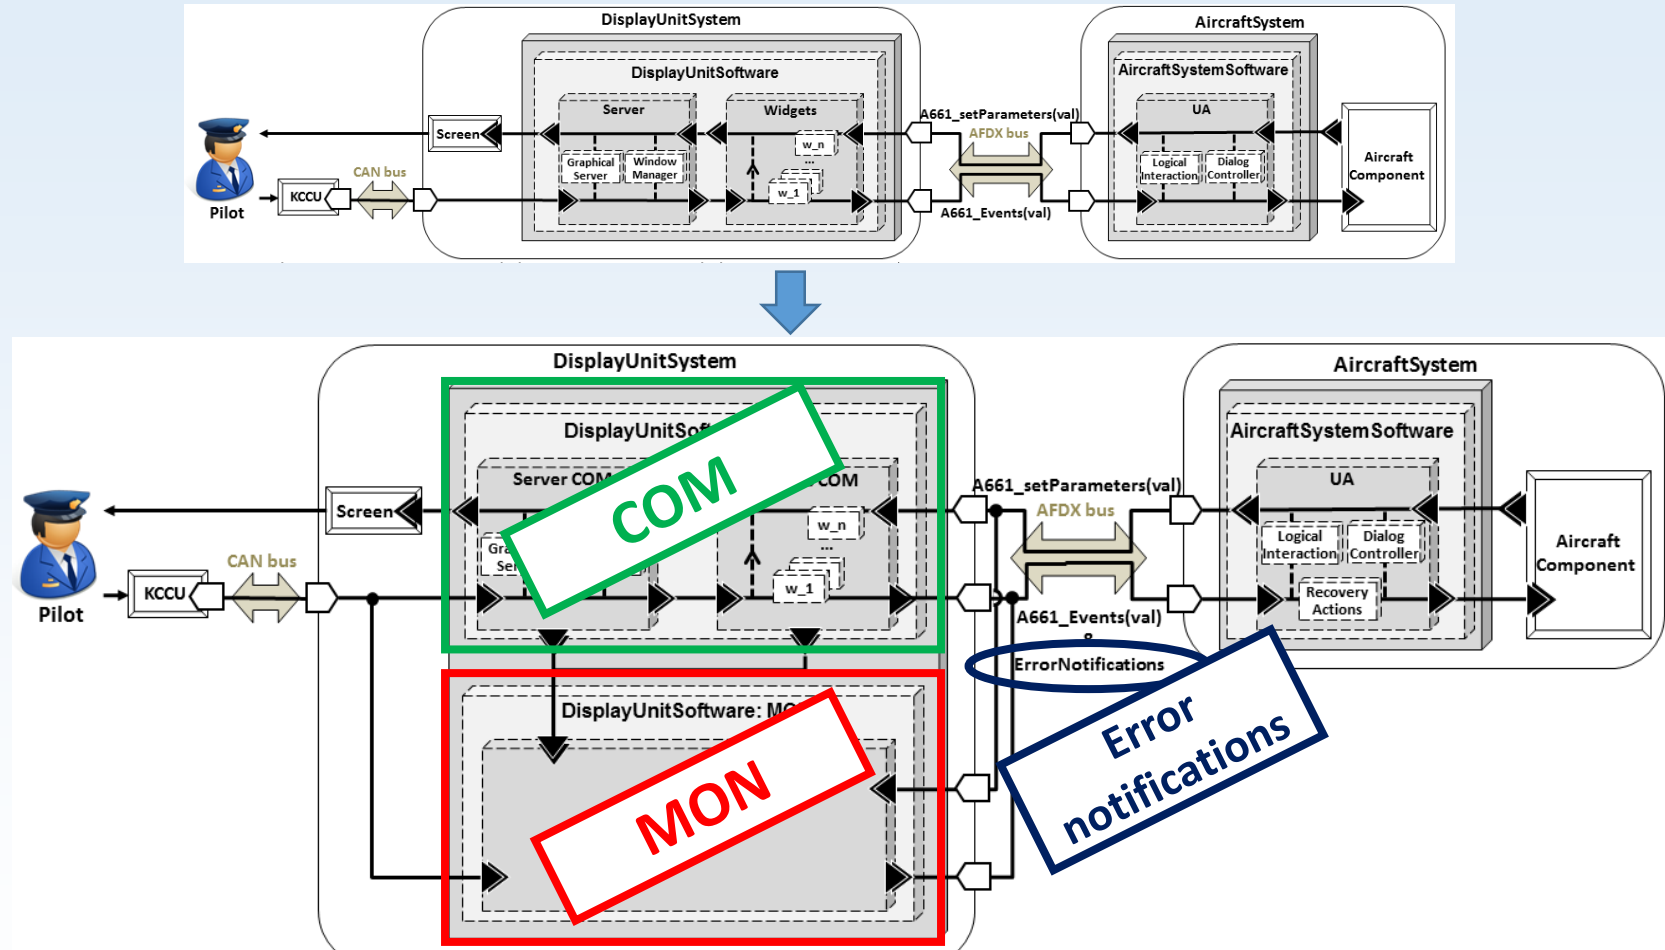 DisplayUnitSystem
AircraftSystem
DisplayUnitSoftware
AircraftSystemSoftware
Server
Widgets
UA
A661_setParameters(val)
AFDX bus
Screen
w_n
...
w_1
Graphical
Server
Window
Manager
Logical
Interaction
Dialog
Controller
Aircraft
Component
CAN bus
KCCU
Pilot
A661_Events(val)
DisplayUnitSystem
AircraftSystem
AircraftSystemSoftware
Server COM
COM
UA
COM
A661_setParameters(val)
AFDX bus
Screen
w_n
...
w_1
Logical
Interaction
Dialog
Controller
Recovery
Actions
Aircraft
Component
CAN bus
KCCU
Pilot
A661_Events(val)
ErrorNotifications
DisplayUnitSoftware:
MON
Error
notifications